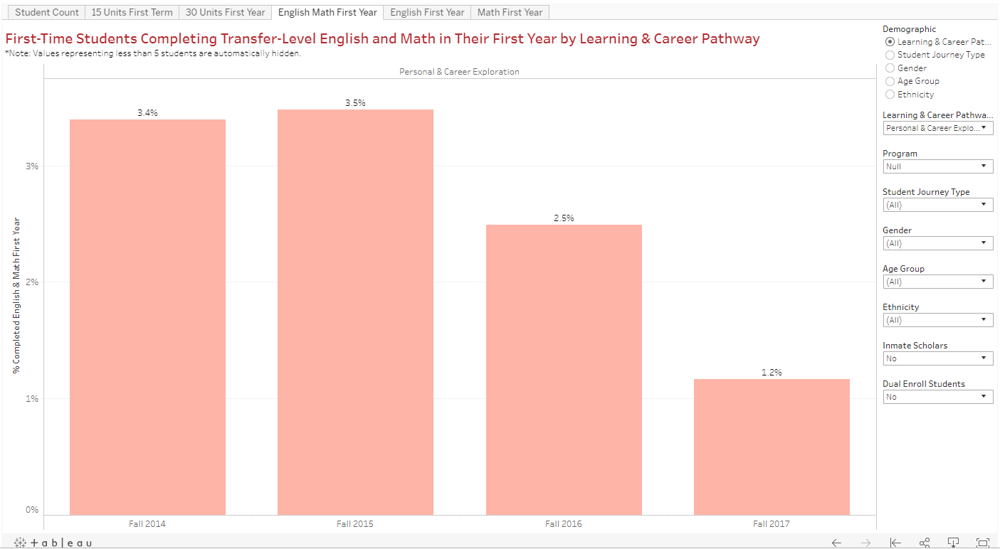 Student Count 15 Units First Term 30 Units First Year English Math First Year English First Year Math First Year
First-Time Students Completing Transfer-Level English and Math in Their First Year by Learning & Career Pathway
*Note: Values representing less than 5 students are automatically hidden.
Personal & Career Exploration
% Completed English & Math First Year
3%
2%
1%
0%
3.4%
3.5%
2.5%
1.2%
Fall 2014 Fall 2015 Fall 2016 Fall 2017
Demographic
Learning & Career Pat...
Student Journey Type
Gender
Age Group
Ethnicity
Learning & Career Pathwa...
Personal & Career Explo...
Program
Null
Student Journey Type
(All)
Gender
(All)
Age Group
(All)
Ethnicity
(All)
Inmate Scholars
No
Dual Enroll Students
No
+ableau